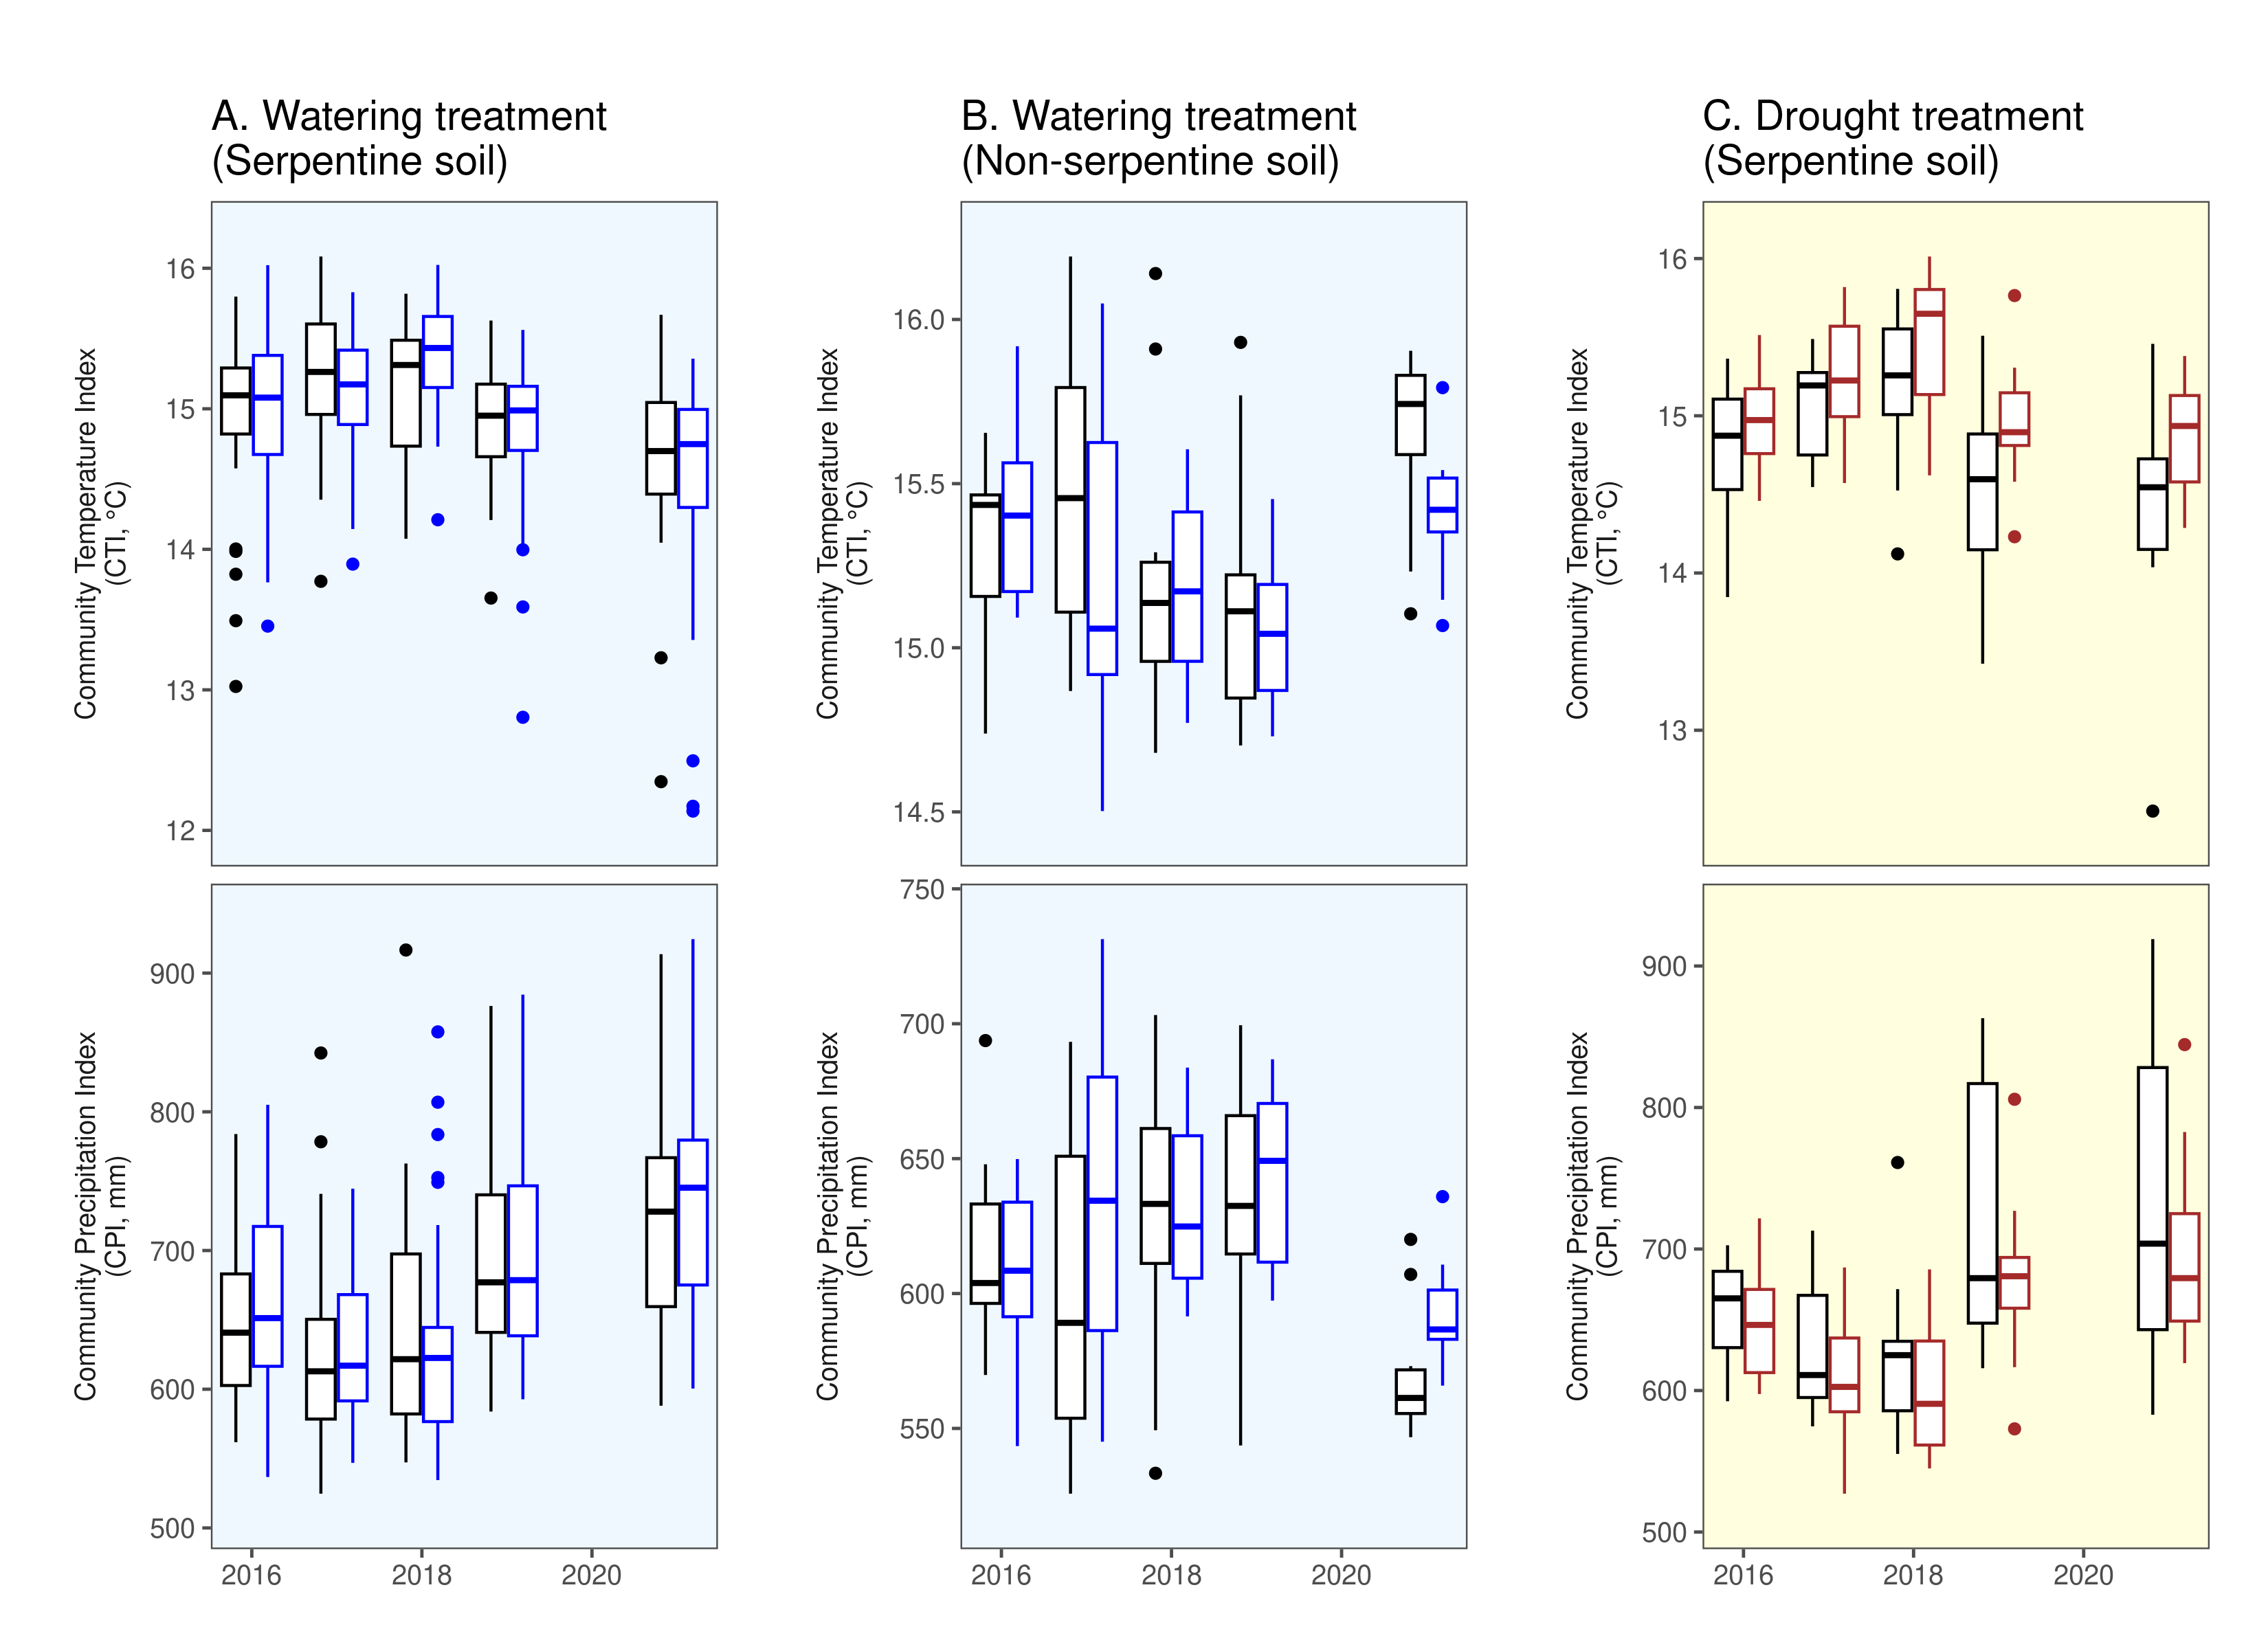 A. Watering treatment
(Serpentine soil)
B. Watering treatment
(Non-serpentine soil)
C. Drought treatment
(Serpentine soil)
Community Temperature Index
(CTI, °C)
16
15
14
13
12
Community Temperature Index
(CTI, °C)
16.0
15.5
15.0
14.5
Community Temperature Index
(CTI, °C)
16
15
14
13
Community Precipitation Index
(CPI, mm)
900
800
700
600
500
Community Precipitation Index
(CPI, mm)
750
700
650
600
550
Community Precipitation Index
(CPI, mm)
900
800
700
600
500
2016 2018 2020
2016 2018 2020
2016 2018 2020